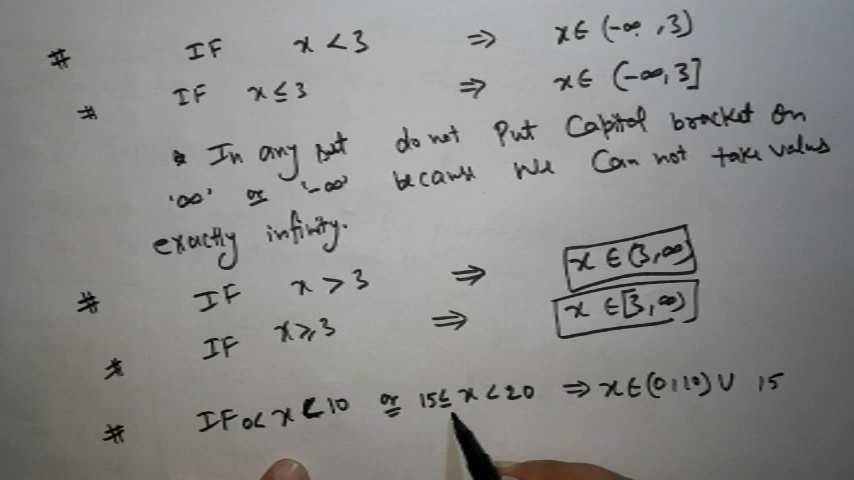 # IF x < 3 ⇒ x ∈ (-∞, 3)
# IF x ≤ 3 ⇒ x ∈ (-∞, 3]
* In any set do not Put Capital bracket on
'∞' or '-∞' because we Can not take values
exactly infinity.
# IF x > 3 ⇒ x ∈ (3, ∞)
* IF x ≥ 3 ⇒ x ∈ [3, ∞)
# IF 0 < x < 10 or 15 ≤ x < 20 ⇒ x ∈ (0, 10) ∪ 15